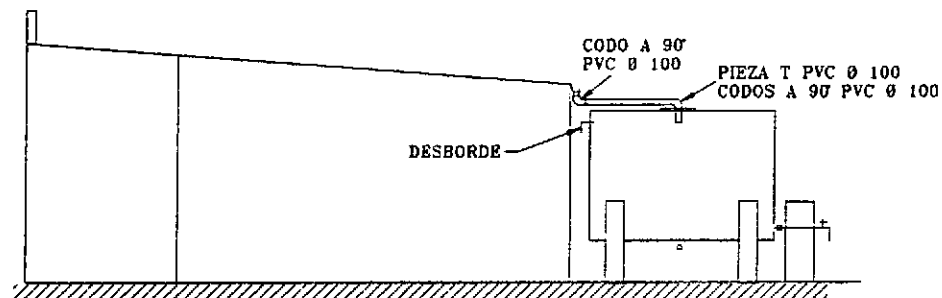 CODO A 90°
PVC Ø 100
PIEZA T PVC Ø 100
CODOS A 90° PVC Ø 100
DESBORDE